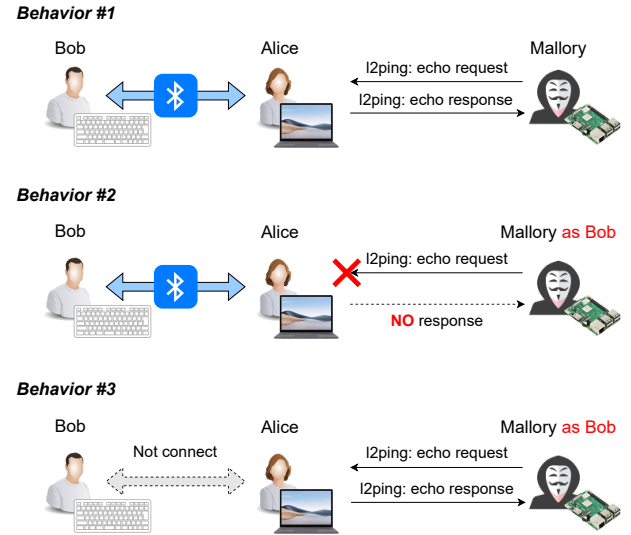 Behavior #1
Bob
Alice
Mallory
l2ping: echo request
l2ping: echo response
Behavior #2
Bob
Alice
Mallory as Bob
l2ping: echo request
NO response
Behavior #3
Bob
Alice
Mallory as Bob
Not connect
l2ping: echo request
l2ping: echo response